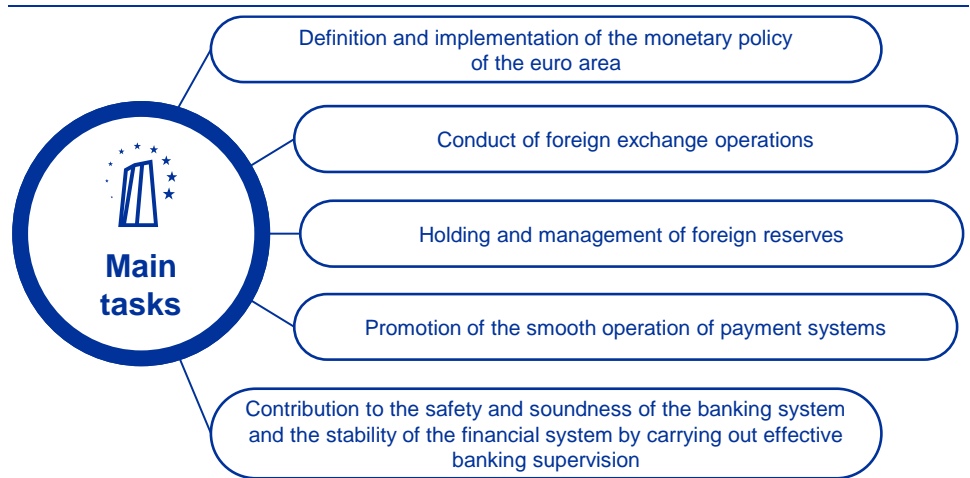 Definition and implementation of the monetary policy
of the euro area
Conduct of foreign exchange operations
Holding and management of foreign reserves
Main
tasks
Promotion of the smooth operation of payment systems
Contribution to the safety and soundness of the banking system
and the stability of the financial system by carrying out effective
banking supervision